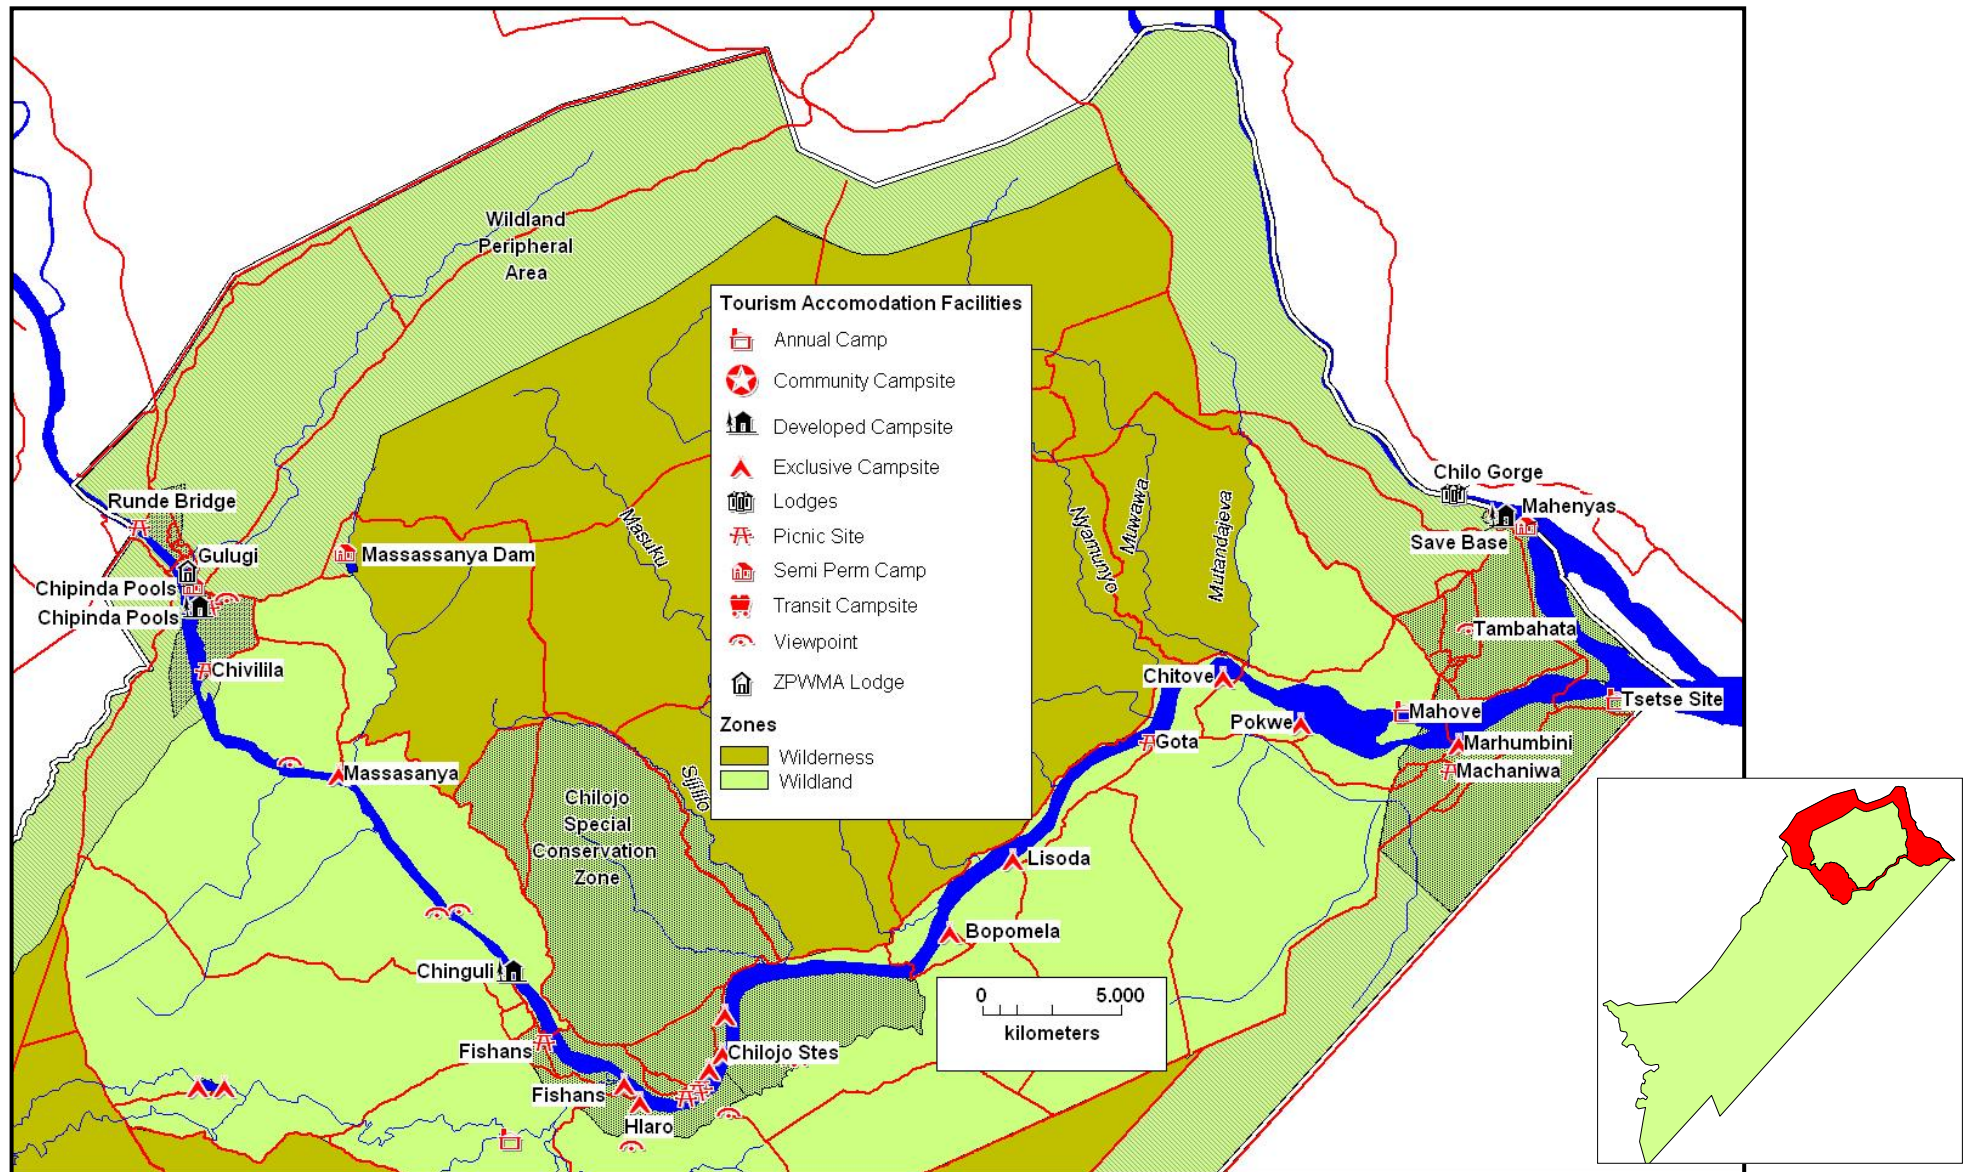 Wildland
Peripheral
Area
Tourism Accomodation Facilities
Annual Camp
Community Campsite
Developed Campsite
Exclusive Campsite
Lodges
Picnic Site
Semi Perm Camp
Transit Campsite
Viewpoint
ZPWMA Lodge
Zones
Wilderness
Wildland
Runde Bridge
Gulugi
Chipinda Pools
Chipinda Pools
Chivilila
Massassanya Dam
Massasanya
Masuku
Sijilijo
Nyamunyo
Muwawa
Mutandajeva
Chilo Gorge
Mahenyas
Save Base
Tambahata
Tsetse Site
Chitove
Pokwe
Mahove
Gota
Marhumbini
Machaniwa
Chilojo
Special
Conservation
Zone
Lisoda
Bopomela
Chinguli
Fishans
Chilojo Stes
Fishans
Hlaro
0 5.000
kilometers